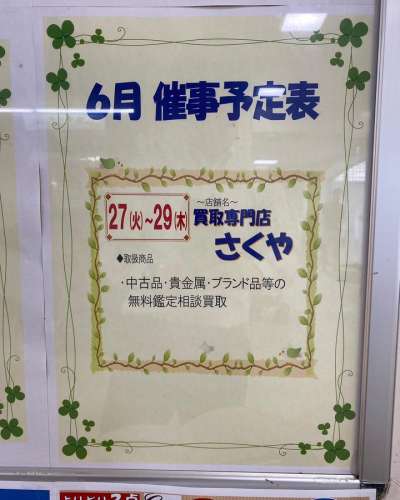 6月 催事予定表
27(火)~29(木)
~店舗名~
買取専門店
さくや
◆取扱商品
・中古品・貴金属・ブランド品等の
無料鑑定相談買取